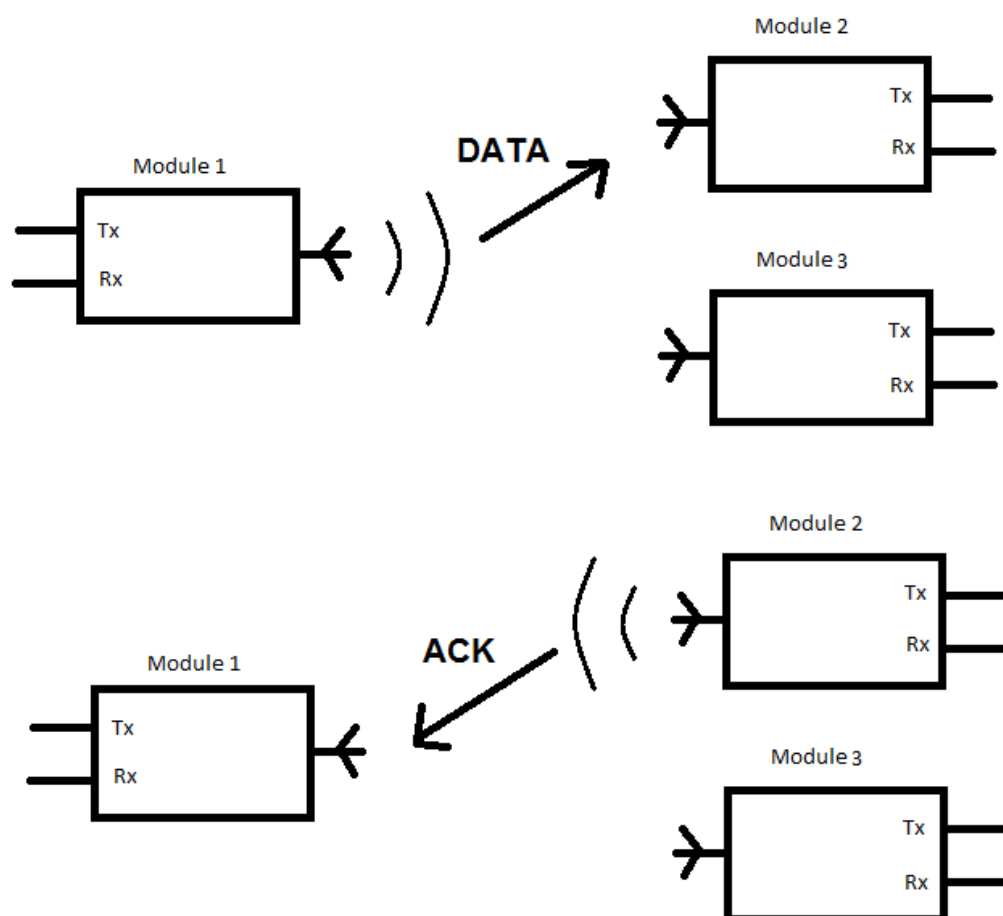 Module 2
Tx
Rx
DATA
Module 1
Tx
Rx
Module 3
Tx
Rx
Module 2
Tx
Rx
ACK
Module 1
Tx
Rx
Module 3
Tx
Rx